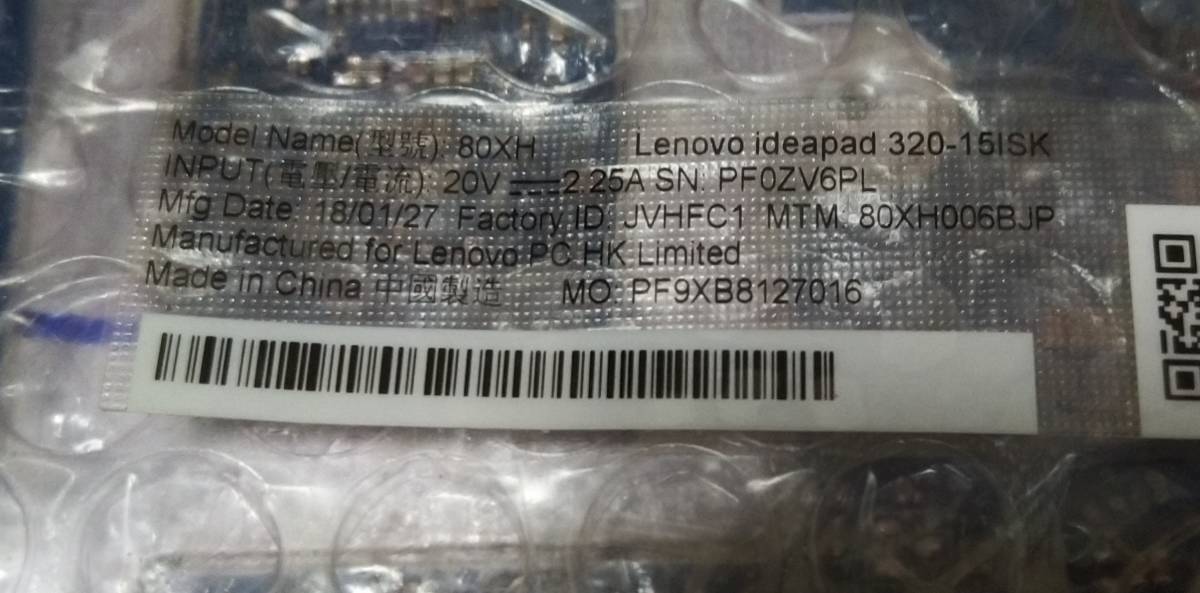 Model Name(型號): 80XH Lenovo ideapad 320-15ISK
INPUT(電壓/電流): 20V⎓2.25A SN: PF0ZV6PL
Mfg Date: 18/01/27 Factory ID: JVHFC1 MTM: 80XH006BJP
Manufactured for Lenovo PC HK Limited
Made in China 中國製造 MO: PF9XB8127016